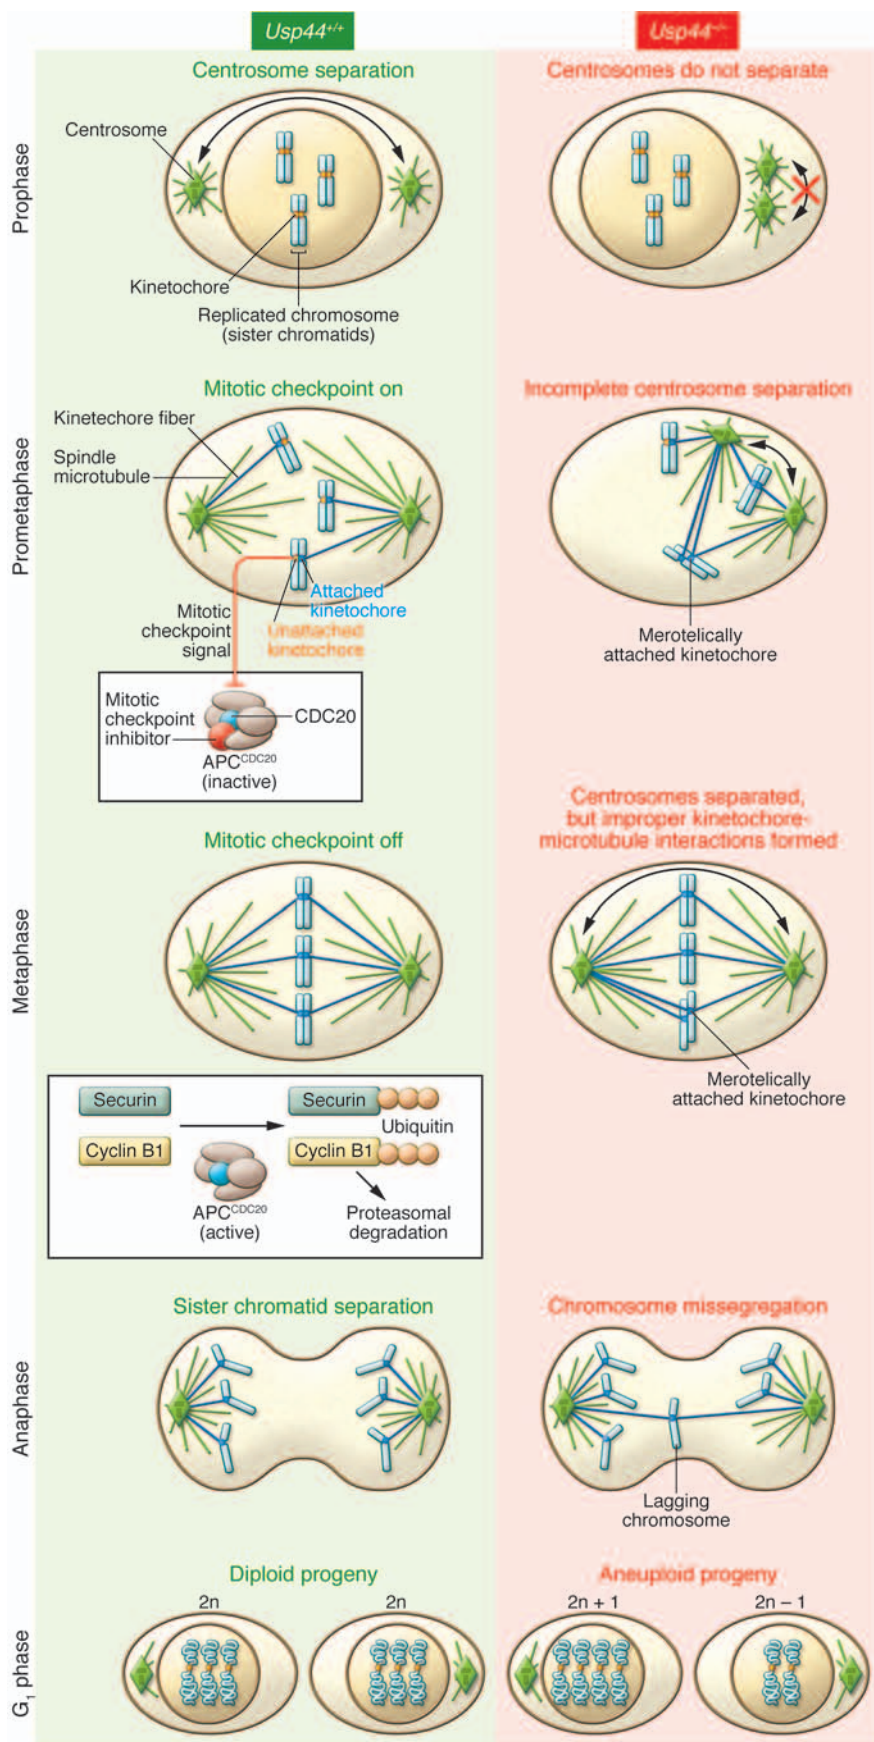 Usp44+/+
Usp44-/-
Prophase
Centrosome separation
Centrosome
Kinetochore
Replicated chromosome
(sister chromatids)
Centrosomes do not separate
Prometaphase
Mitotic checkpoint on
Kinetechore fiber
Spindle
microtubule
Attached
kinetochore
Unattached
kinetochore
Mitotic
checkpoint
signal
Mitotic
checkpoint
inhibitor
CDC20
APCCDC20
(inactive)
Incomplete centrosome separation
Merotelically
attached kinetochore
Metaphase
Mitotic checkpoint off
Securin
Cyclin B1
APCCDC20
(active)
Securin
Ubiquitin
Cyclin B1
Proteasomal
degradation
Centrosomes separated,
but improper kinetochore-
microtubule interactions formed
Merotelically
attached kinetochore
Anaphase
Sister chromatid separation
Chromosome missegregation
Lagging
chromosome
G1 phase
Diploid progeny
2n
2n
Aneuploid progeny
2n + 1
2n – 1